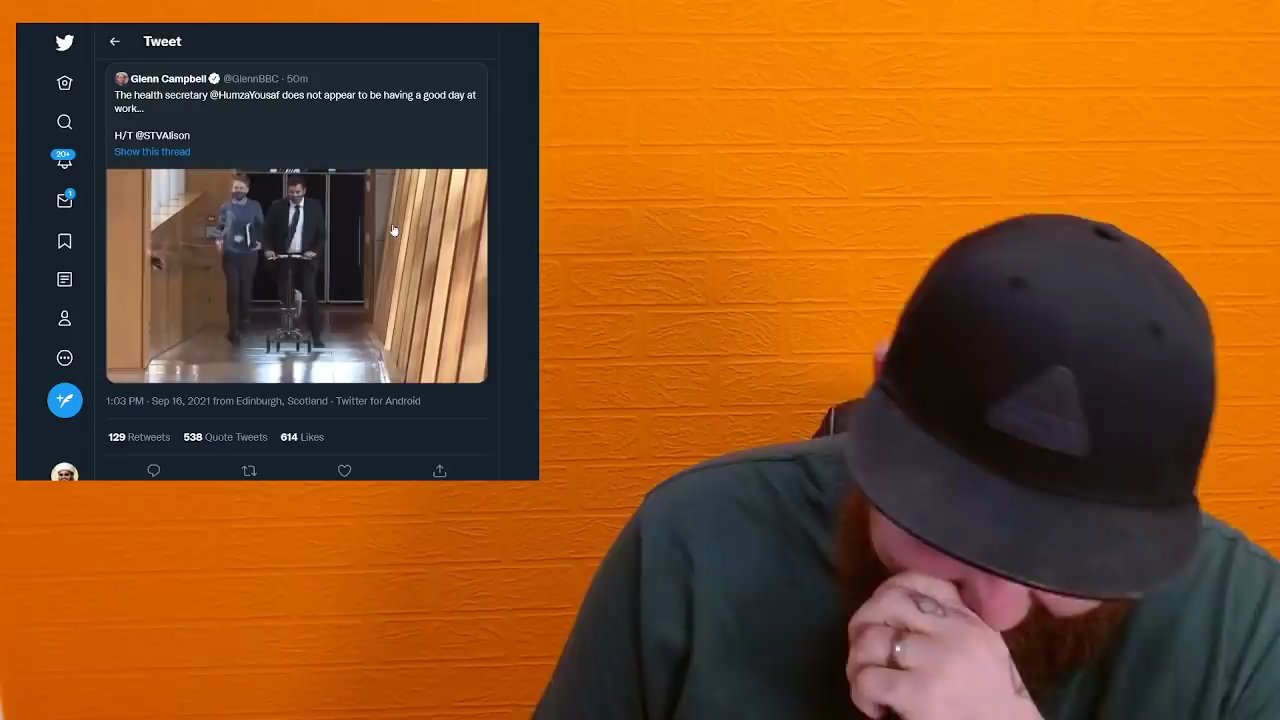 Tweet
Glenn Campbell @GlennBBC · 50m
The health secretary @HumzaYousaf does not appear to be having a good day at
work...
H/T @STVAlison
Show this thread
20+
1
1:03 PM · Sep 16, 2021 from Edinburgh, Scotland · Twitter for Android
129 Retweets 538 Quote Tweets 614 Likes